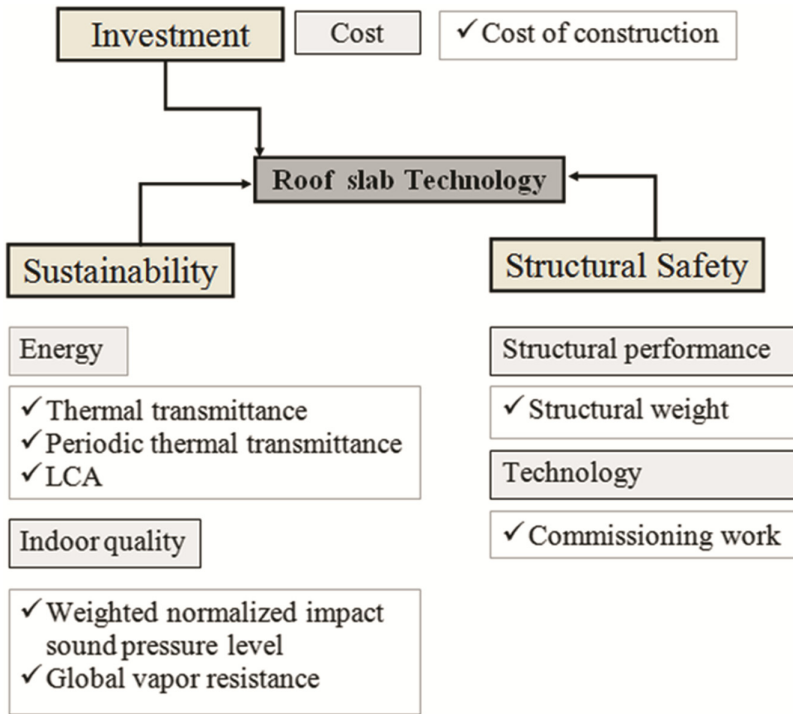 Investment
Cost
✓ Cost of construction
Roof slab Technology
Sustainability
Structural Safety
Energy
✓ Thermal transmittance
✓ Periodic thermal transmittance
✓ LCA
Indoor quality
✓ Weighted normalized impact
sound pressure level
✓ Global vapor resistance
Structural performance
✓ Structural weight
Technology
✓ Commissioning work